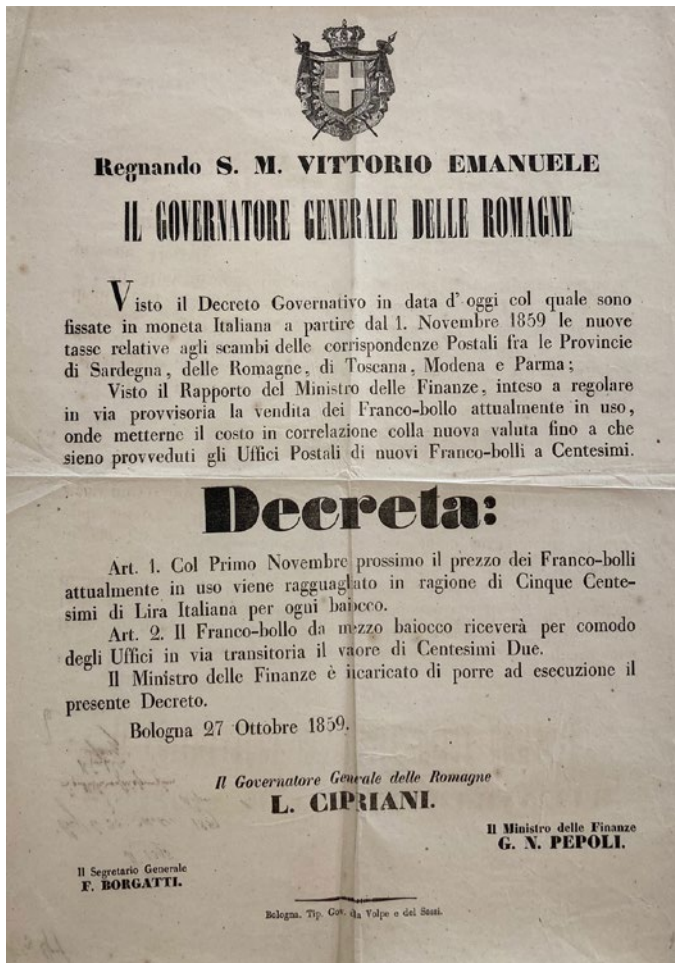 Regnando S. M. VITTORIO EMANUELE
IL GOVERNATORE GENERALE DELLE ROMAGNE
Visto il Decreto Governativo in data d' oggi col quale sono
fissate in moneta Italiana a partire dal 1. Novembre 1859 le nuove
tasse relative agli scambi delle corrispondenze Postali fra le Provincie
di Sardegna, delle Romagne, di Toscana, Modena e Parma;
Visto il Rapporto del Ministro delle Finanze, inteso a regolare
in via provvisoria la vendita dei Franco-bollo attualmente in uso,
onde metterne il costo in correlazione colla nuova valuta fino a che
sieno provveduti gli Uffici Postali di nuovi Franco-bolli a Centesimi.
Decreta:
Art. 1. Col Primo Novembre prossimo il prezzo dei Franco-bolli
attualmente in uso viene ragguagliato in ragione di Cinque Cente-
simi di Lira Italiana per ogni baiocco.
Art. 2. Il Franco-bollo da mezzo baiocco riceverà per comodo
degli Uffici in via transitoria il vaore di Centesimi Due.
Il Ministro delle Finanze è incaricato di porre ad esecuzione il
presente Decreto.
Bologna 27 Ottobre 1859.
Il Governatore Generale delle Romagne
L. CIPRIANI.
Il Ministro delle Finanze
G. N. PEPOLI.
Il Segretario Generale
F. BORGATTI.
Bologna. Tip. Gov. da Volpe e del Sassi.